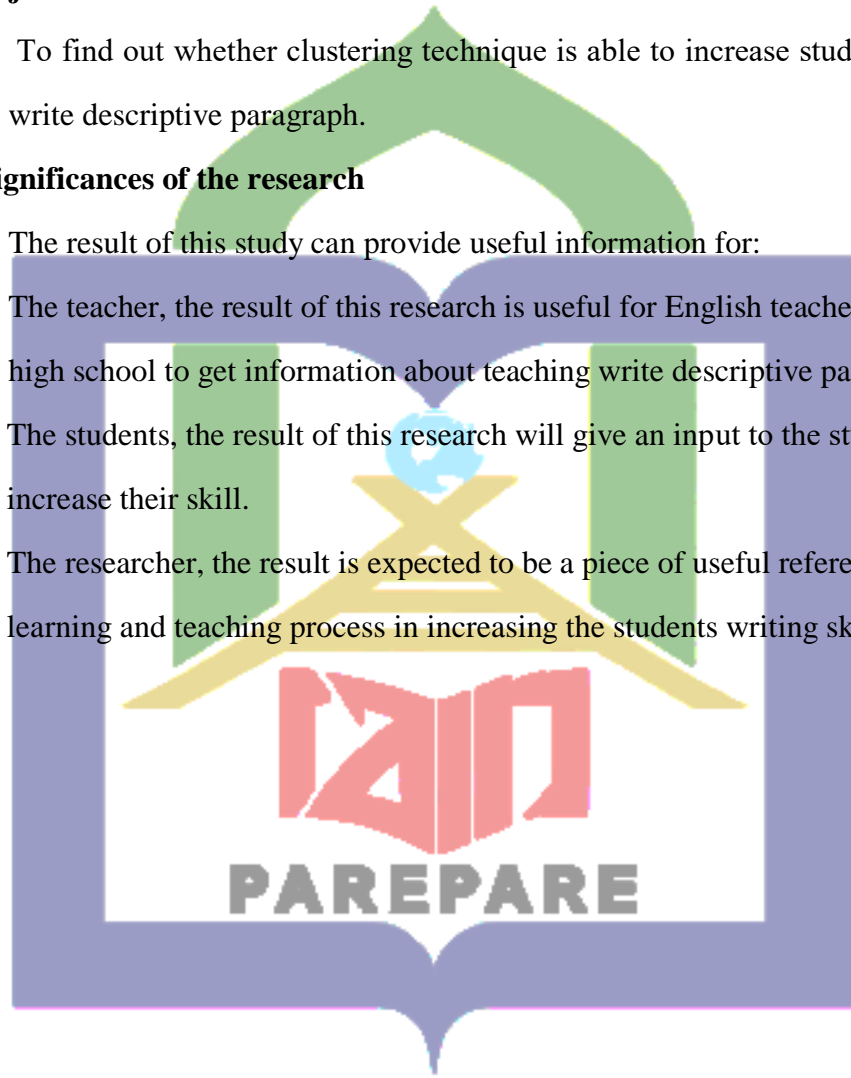 To find out whether clustering technique is able to increase stud
write descriptive paragraph.
ignificances of the research
The result of this study can provide useful information for:
The teacher, the result of this research is useful for English teache
high school to get information about teaching write descriptive pa
The students, the result of this research will give an input to the st
increase their skill.
The researcher, the result is expected to be a piece of useful refere
learning and teaching process in increasing the students writing sk
iain
PAREPARE